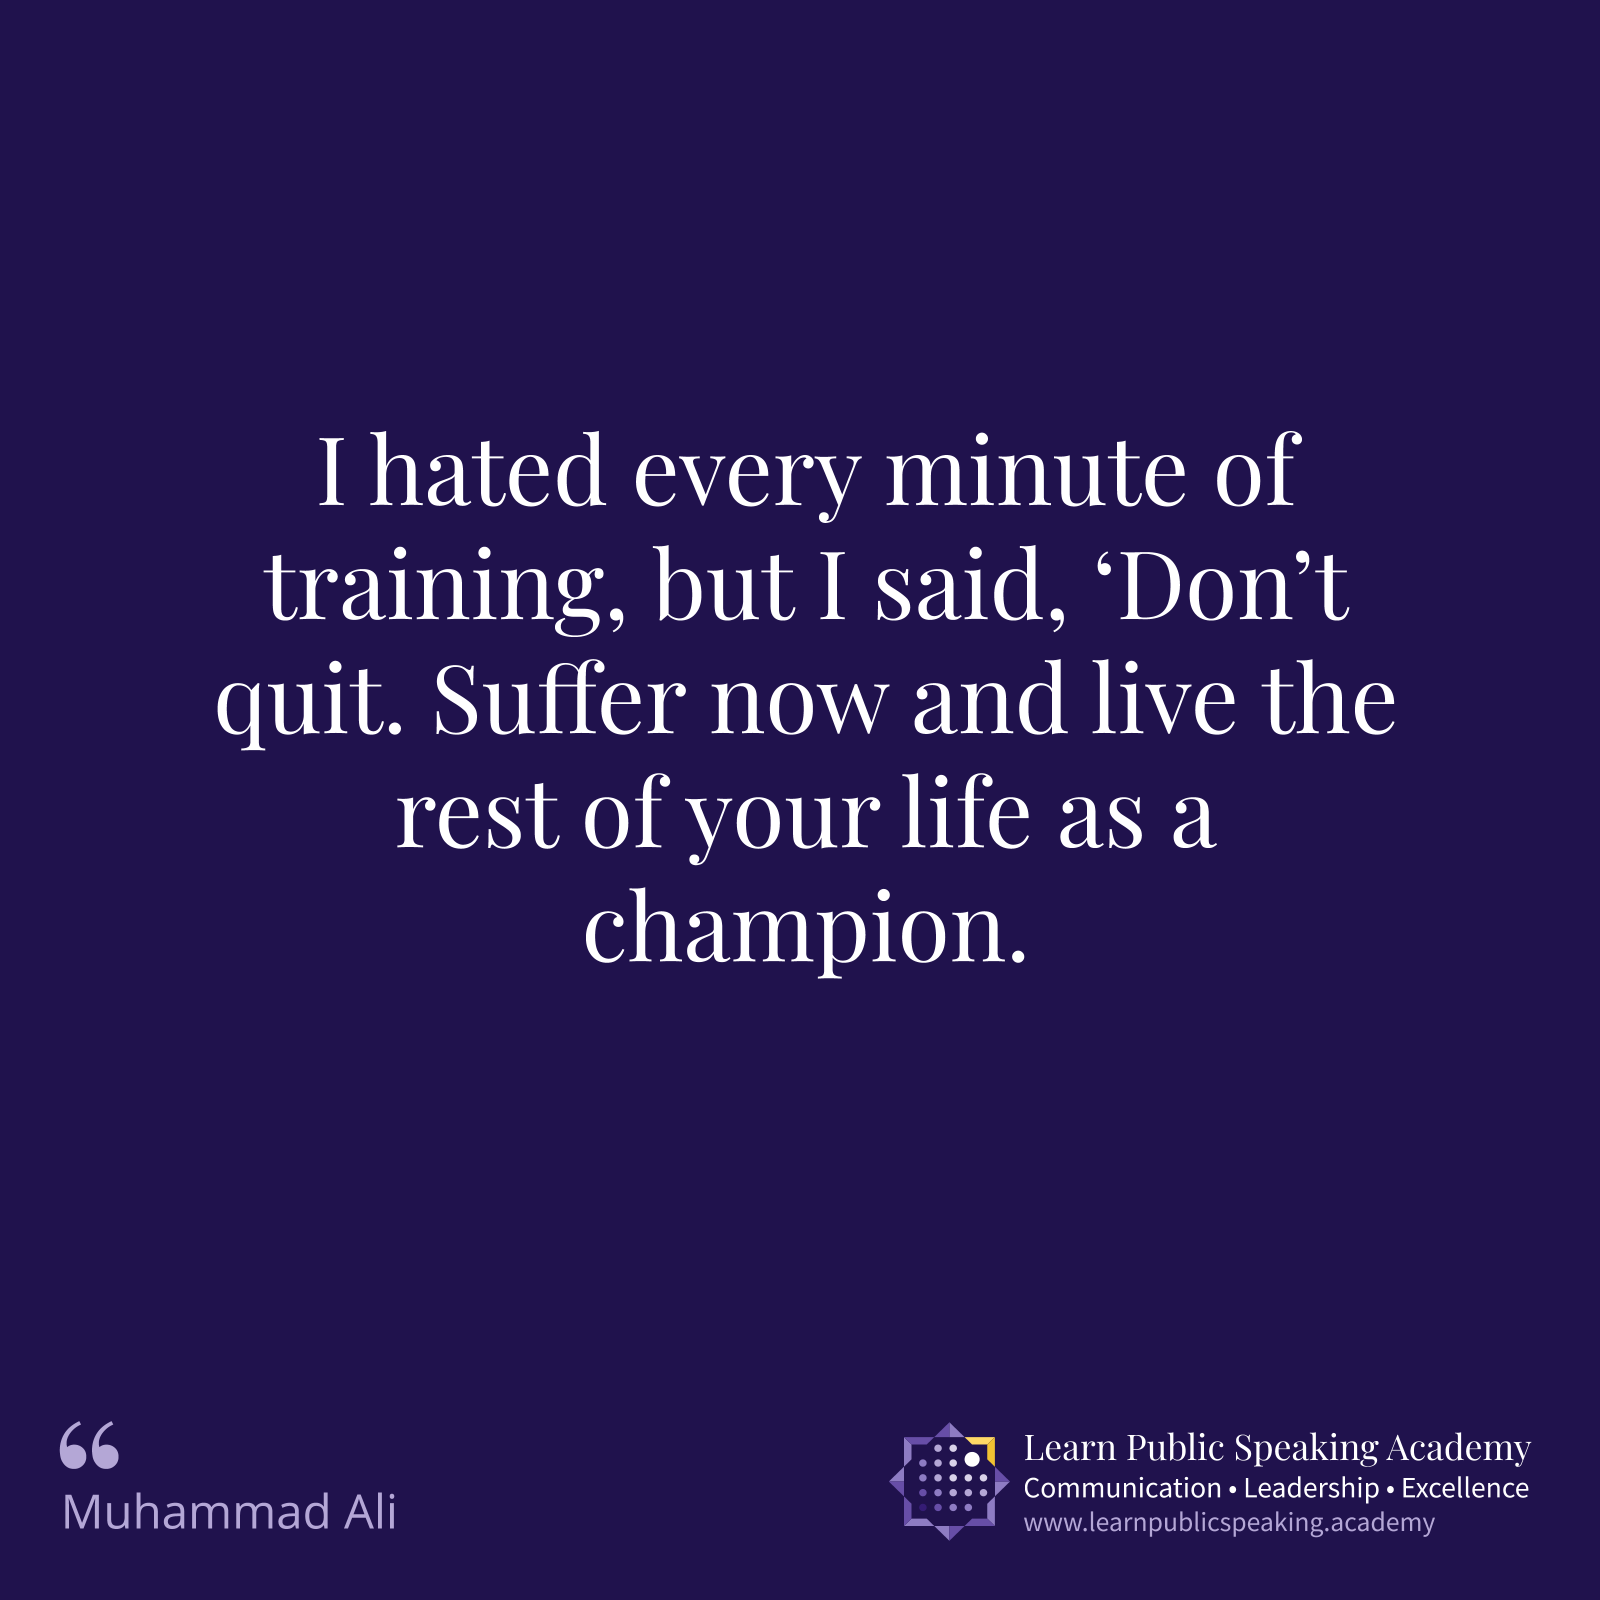 I hated every minute of
training, but I said, ‘Don’t
quit. Suffer now and live the
rest of your life as a
champion.
“
Muhammad Ali
Learn Public Speaking Academy
Communication • Leadership • Excellence
www.learnpublicspeaking.academy